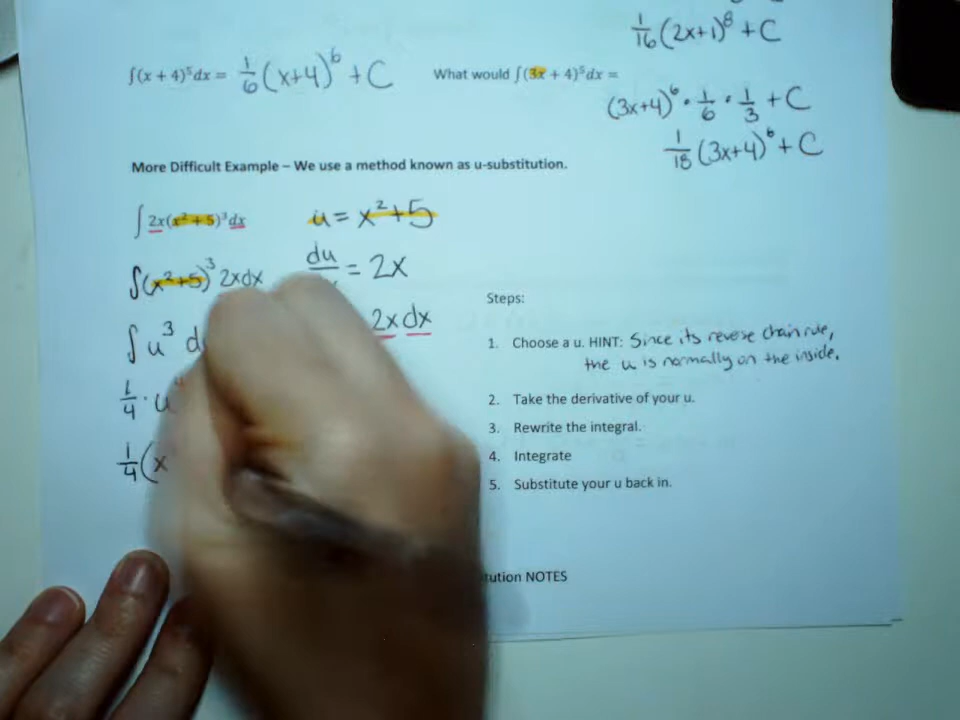 1/16 (2x+1)^8 + C
∫(x + 4)^5 dx = 1/6 (x+4)^6 + C What would ∫(3x + 4)^5 dx =
(3x+4)^6 · 1/6 · 1/3 + C
1/18 (3x+4)^6 + C
More Difficult Example – We use a method known as u-substitution.
∫ 2x(x² + 5)^3 dx u = x² + 5
∫(x²+5)^3 2xdx du = 2x
2x dx
∫ u^3 d
1/4 · u
1/4 (x
Steps:
1. Choose a u. HINT: Since its reverse chain rule,
the u is normally on the inside.
2. Take the derivative of your u.
3. Rewrite the integral.
4. Integrate
5. Substitute your u back in.
NOTES